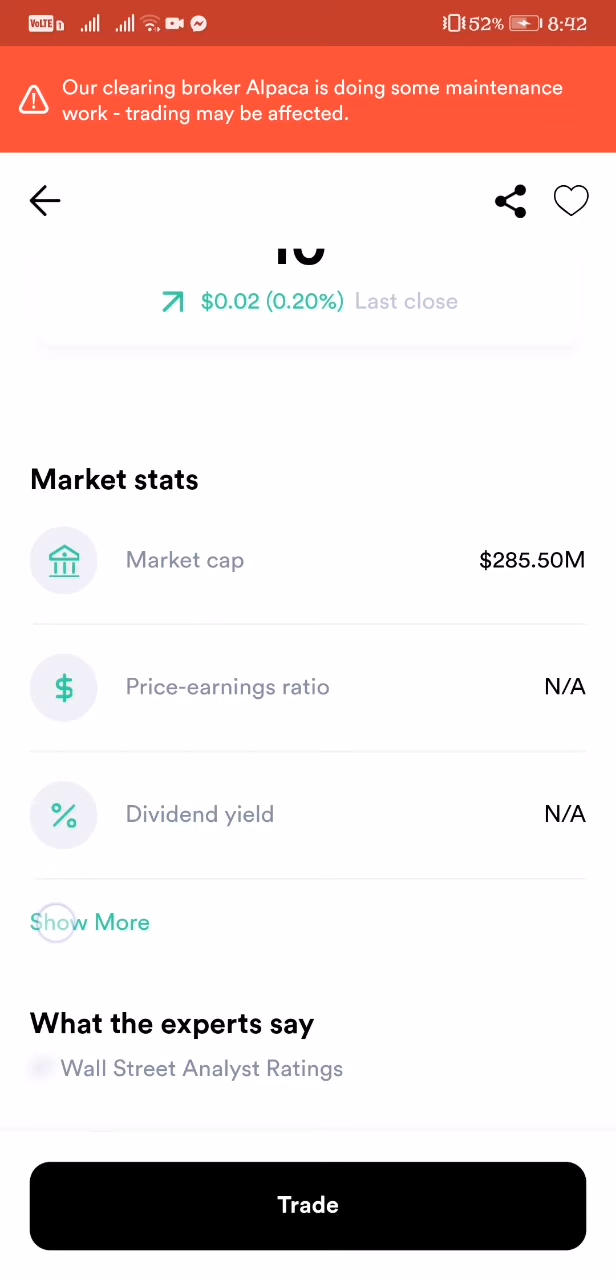 VoLTE 52% 8:42
Our clearing broker Alpaca is doing some maintenance
work - trading may be affected.
$0.02 (0.20%) Last close
Market stats
Market cap $285.50M
Price-earnings ratio N/A
Dividend yield N/A
Show More
What the experts say
Wall Street Analyst Ratings
Trade